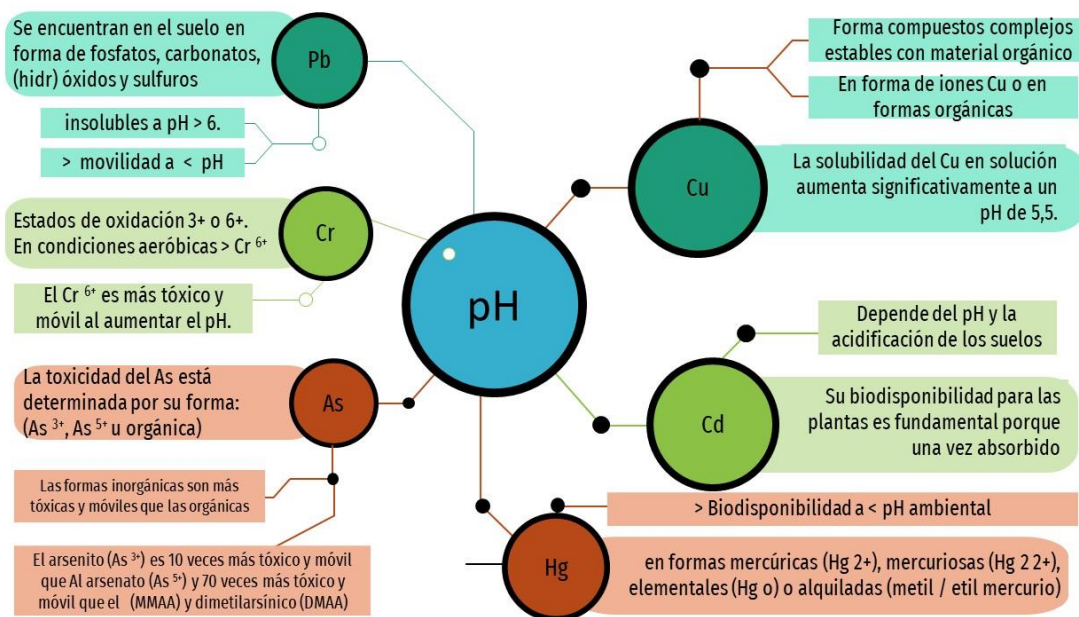 Se encuentran en el suelo en
forma de fosfatos, carbonatos,
(hidr) óxidos y sulfuros
Pb
insolubles a pH > 6.
> movilidad a < pH
Estados de oxidación 3+ o 6+.
En condiciones aeróbicas > Cr ⁶⁺
Cr
El Cr ⁶⁺ es más tóxico y
móvil al aumentar el pH.
La toxicidad del As está
determinada por su forma:
(As ³⁺, As ⁵⁺ u orgánica)
As
Las formas inorgánicas son más
tóxicas y móviles que las orgánicas
El arsenito (As ³⁺) es 10 veces más tóxico y móvil
que Al arsenato (As ⁵⁺) y 70 veces más tóxico y
móvil que el (MMAA) y dimetilarsínico (DMAA)
pH
Forma compuestos complejos
estables con material orgánico
En forma de iones Cu o en
formas orgánicas
Cu
La solubilidad del Cu en solución
aumenta significativamente a un
pH de 5,5.
Depende del pH y la
acidificación de los suelos
Cd
Su biodisponibilidad para las
plantas es fundamental porque
una vez absorbido
> Biodisponibilidad a < pH ambiental
Hg
en formas mercúricas (Hg 2+), mercuriosas (Hg 2 2+),
elementales (Hg o) o alquiladas (metil / etil mercurio)